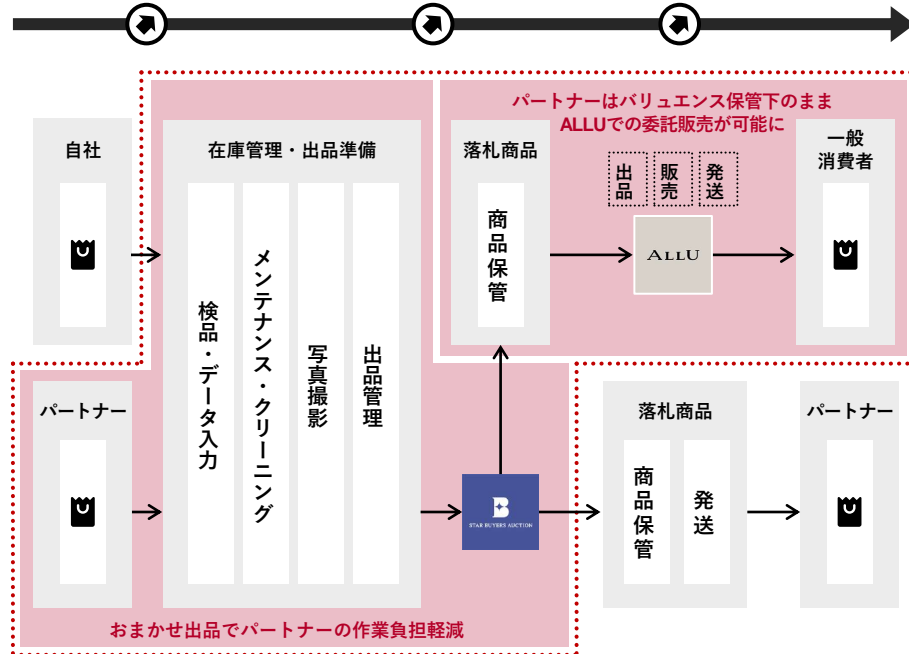 パートナーはバリュエンス保管下のまま
ALLUでの委託販売が可能に
自社
在庫管理・出品準備
落札商品
一般
消費者
出品
販売
発送
商品保管
ALLU
検品・データ入力
メンテナンス・クリーニング
写真撮影
出品管理
パートナー
落札商品
パートナー
商品保管
発送
B
STAR BUYERS AUCTION
おまかせ出品でパートナーの作業負担軽減